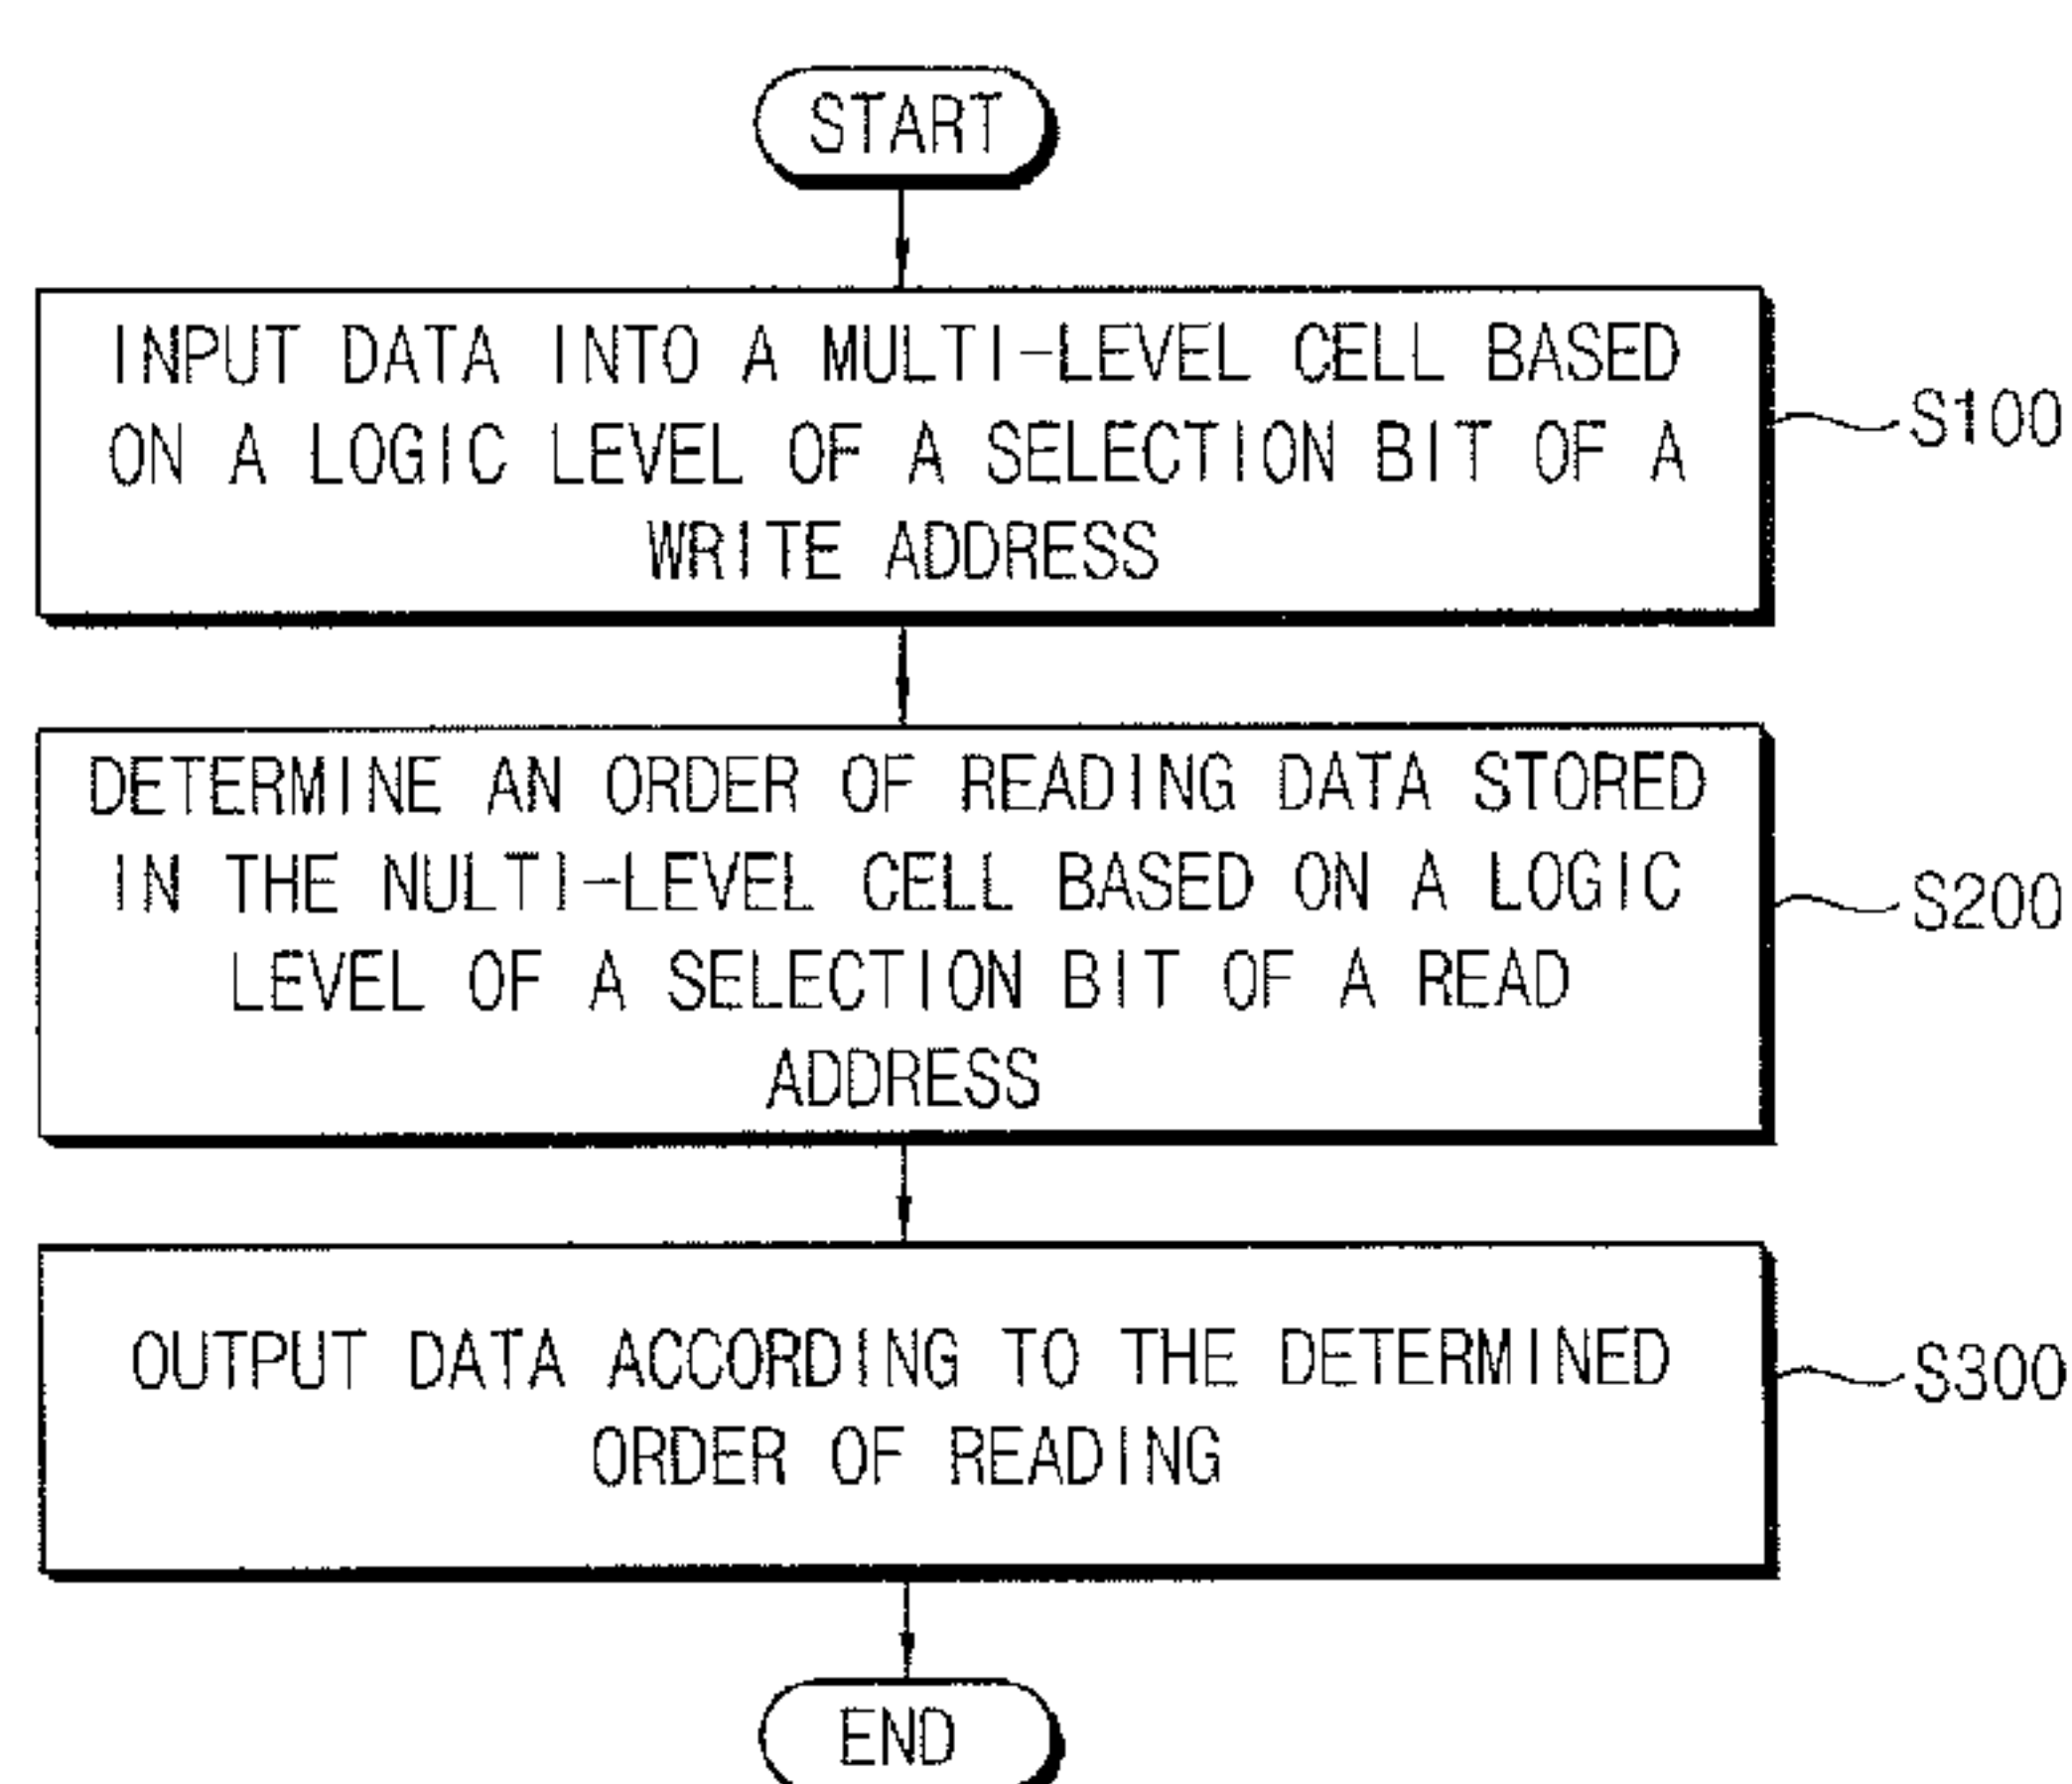 START
INPUT DATA INTO A MULTI-LEVEL CELL BASED
ON A LOGIC LEVEL OF A SELECTION BIT OF A
WRITE ADDRESS
S100
DETERMINE AN ORDER OF READING DATA STORED
IN THE NULTI-LEVEL CELL BASED ON A LOGIC
LEVEL OF A SELECTION BIT OF A READ
ADDRESS
S200
OUTPUT DATA ACCORDING TO THE DETERMINED
ORDER OF READING
S300
END